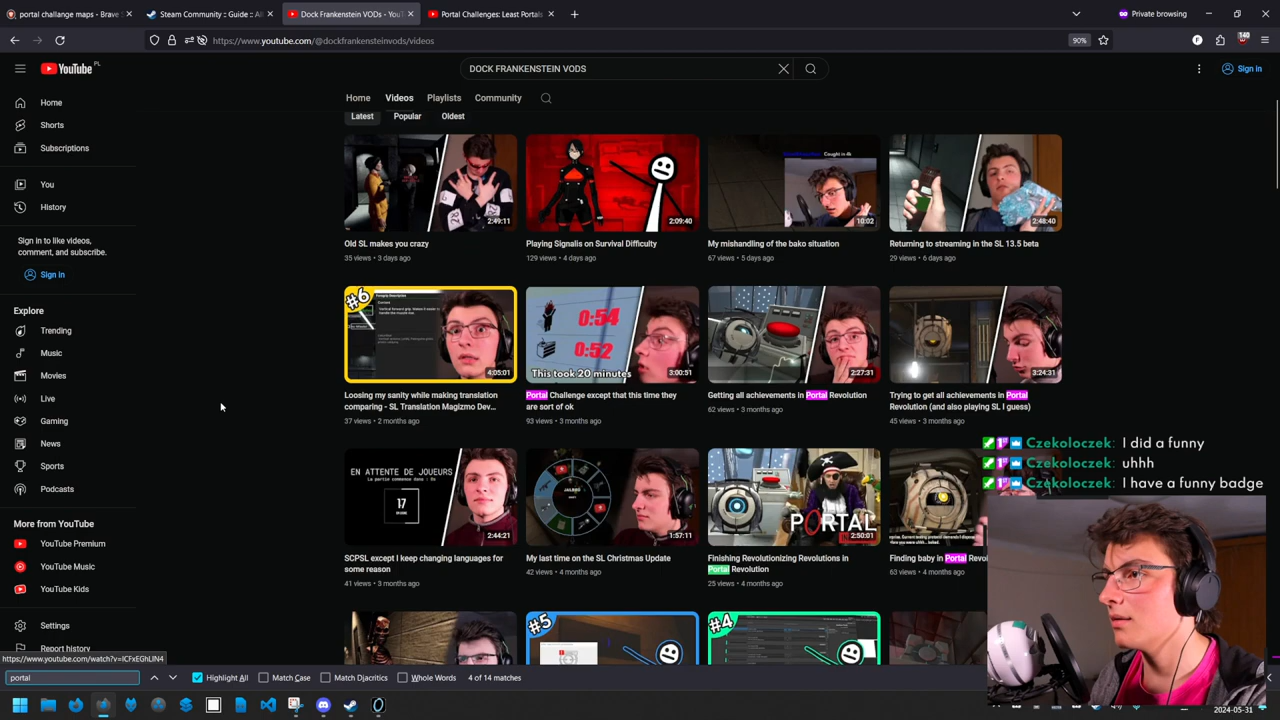 portal challange maps - Brave S
Steam Community :: Guide :: All
Dock Frankenstein VODs - YouT
Portal Challenges: Least Portals
Private browsing
https://www.youtube.com/@dockfrankensteinvods/videos
90%
140
YouTube PL
DOCK FRANKENSTEIN VODS
Sign in
Home
Videos
Playlists
Community
Latest
Popular
Oldest
Home
Shorts
Subscriptions
You
History
Sign in to like videos,
comment, and subscribe.
Sign in
Explore
Trending
Music
Movies
Live
Gaming
News
Sports
Podcasts
More from YouTube
YouTube Premium
YouTube Music
YouTube Kids
Settings
Report history
2:49:11
2:09:40
Caught in 4k
10:02
2:48:40
Old SL makes you crazy
35 views • 3 days ago
Playing Signalis on Survival Difficulty
129 views • 4 days ago
My mishandling of the bako situation
67 views • 5 days ago
Returning to streaming in the SL 13.5 beta
29 views • 6 days ago
#6
4:05:01
0:54
0:52
This took 20 minutes
3:00:51
2:27:31
3:24:31
Loosing my sanity while making translation
comparing - SL Translation Magizmo Dev...
37 views • 2 months ago
Portal Challenge except that this time they
are sort of ok
93 views • 3 months ago
Getting all achievements in Portal Revolution
62 views • 3 months ago
Trying to get all achievements in Portal
Revolution (and also playing SL I guess)
45 views • 3 months ago
EN ATTENTE DE JOUEURS
17
2:44:21
1:57:11
PORTAL
2:50:01
SCPSL except I keep changing languages for
some reason
41 views • 3 months ago
My last time on the SL Christmas Update
42 views • 4 months ago
Finishing Revolutionizing Revolutions in
Portal Revolution
25 views • 4 months ago
Finding baby in Portal Revo
63 views • 4 months ago
#5
#4
Czekoloczek: I did a funny
Czekoloczek: uhhh
Czekoloczek: I have a funny badge
https://www.youtube.com/watch?v=ICFxEGhLIN4
portal
Highlight All
Match Case
Match Diacritics
Whole Words
4 of 14 matches
2024-05-31